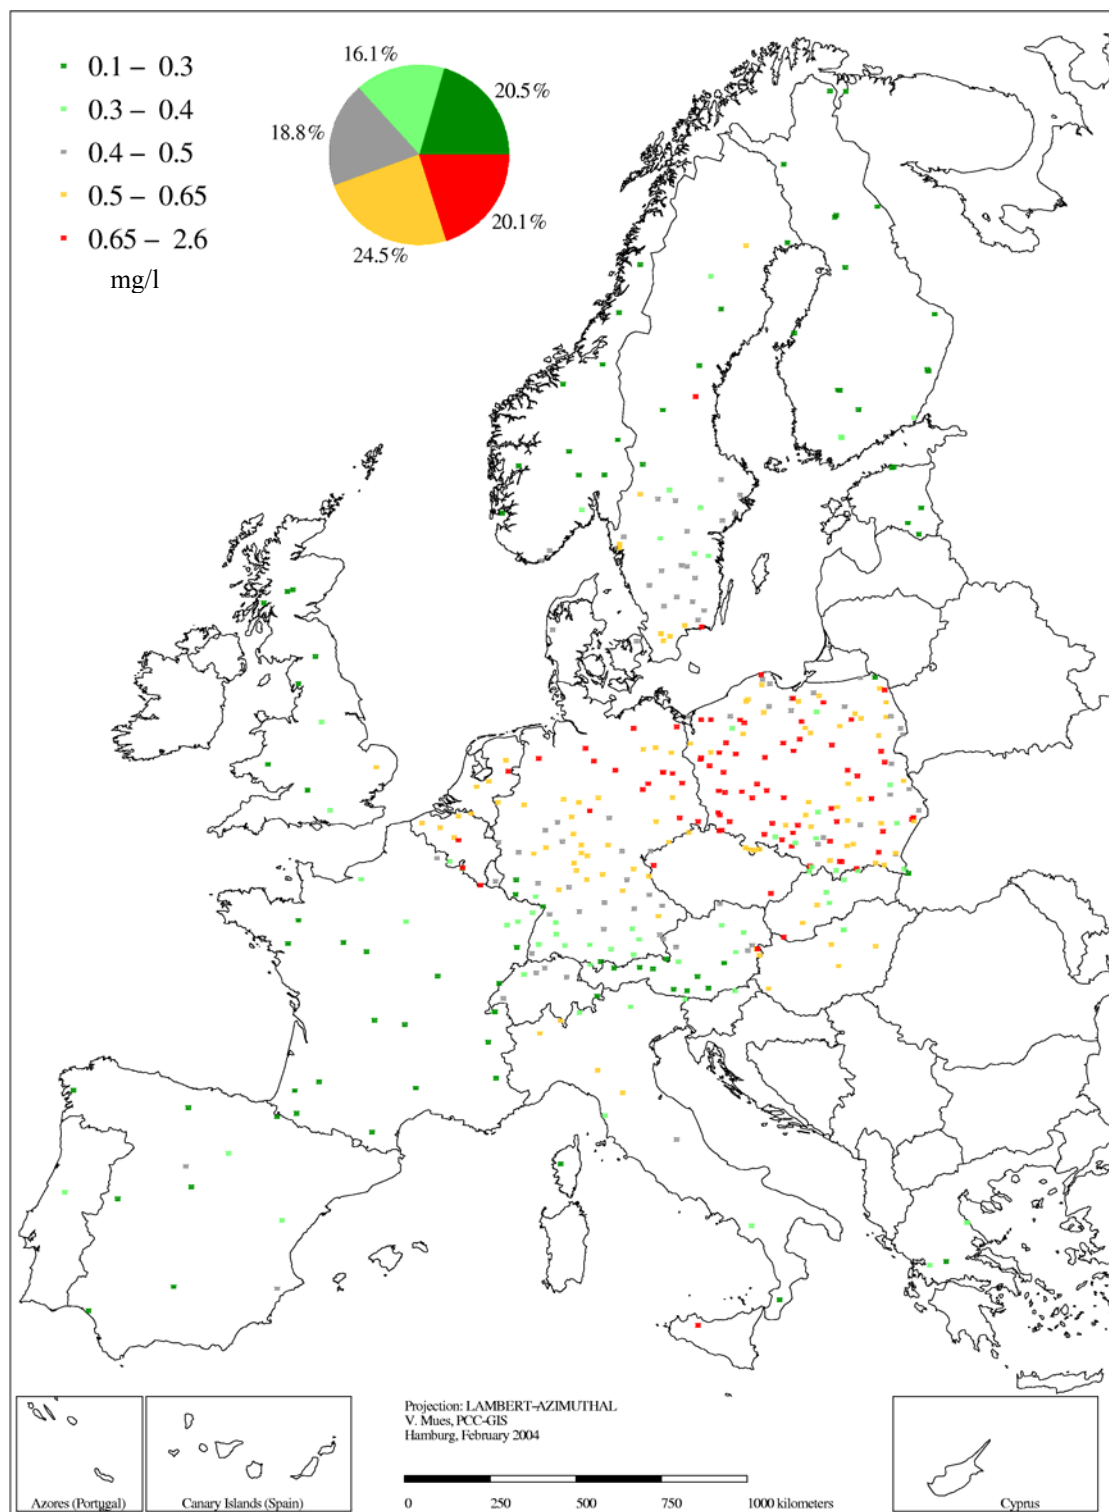 0.1 – 0.3
0.3 – 0.4
0.4 – 0.5
0.5 – 0.65
0.65 – 2.6
mg/l
16.1%
20.5%
18.8%
20.1%
24.5%
Projection: LAMBERT-AZIMUTHAL
V. Mues, PCC-GIS
Hamburg, February 2004
0 250 500 750 1000 kilometers
Azores (Portugal)
Canary Islands (Spain)
Cyprus